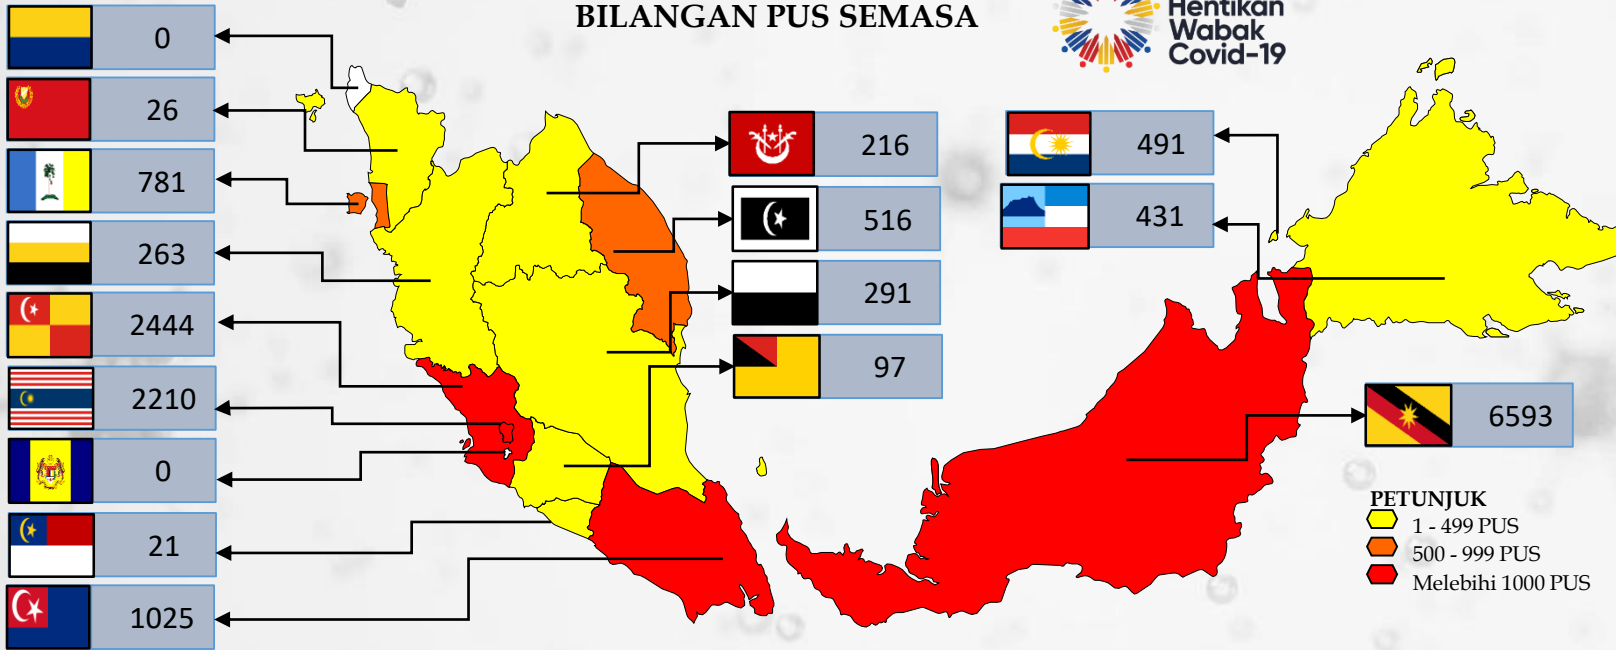 BILANGAN PUS SEMASA
Hentikan
Wabak
Covid-19
0
26
781
263
2444
2210
0
21
1025
216
516
291
97
491
431
6593
PETUNJUK
1 - 499 PUS
500 - 999 PUS
Melebihi 1000 PUS